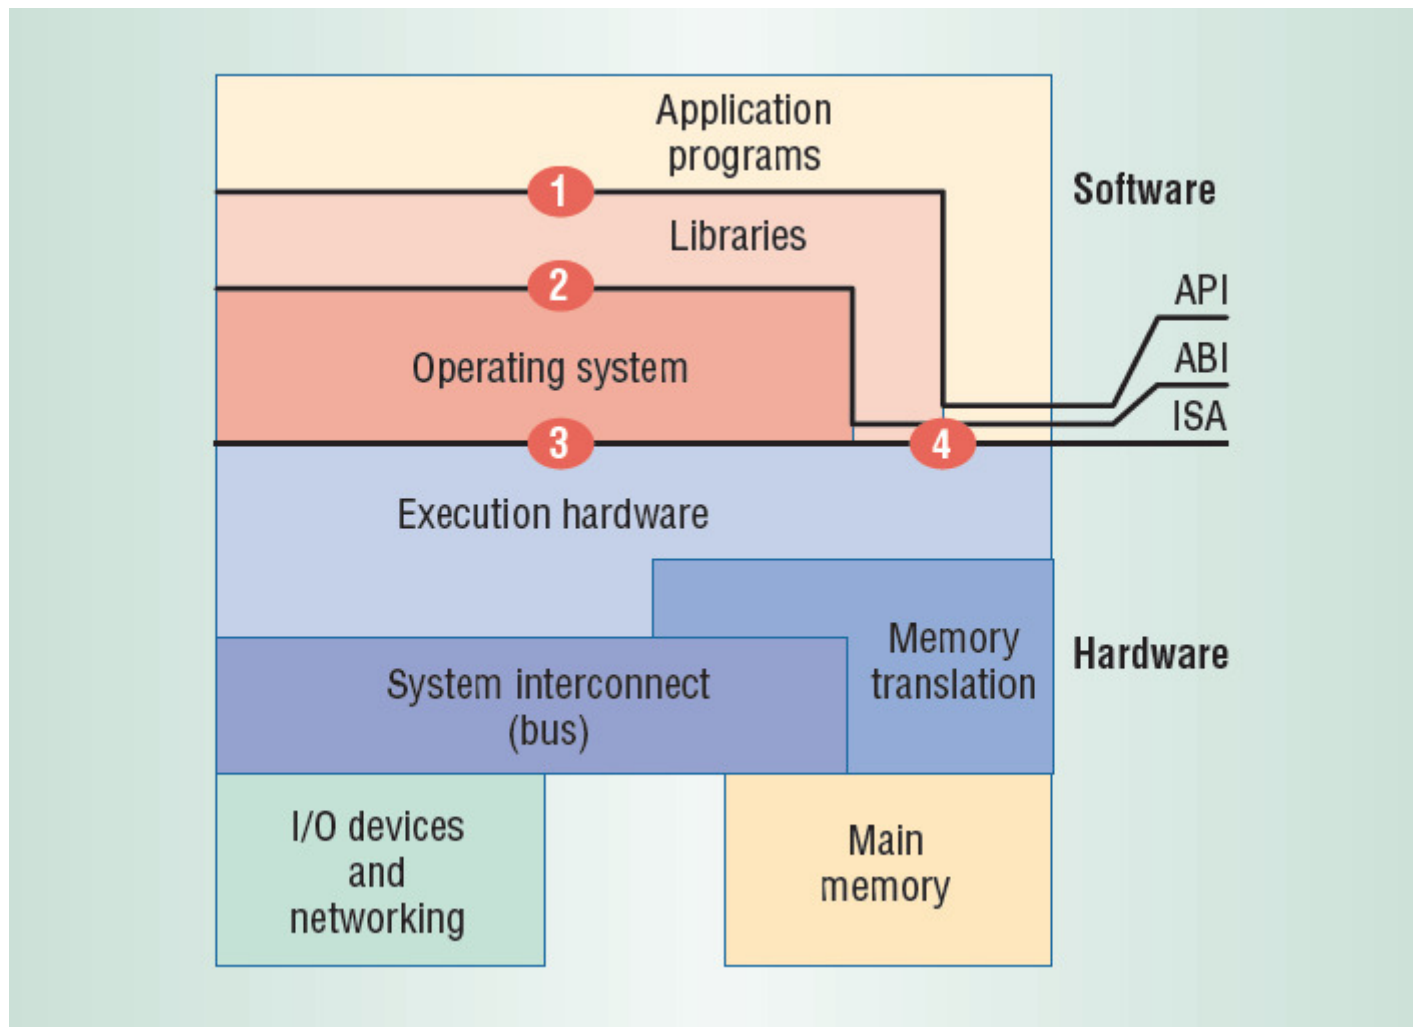 Application
programs
1
Software
Libraries
2
API
Operating system
ABI
ISA
3
4
Execution hardware
Memory
translation
Hardware
System interconnect
(bus)
I/O devices
and
networking
Main
memory